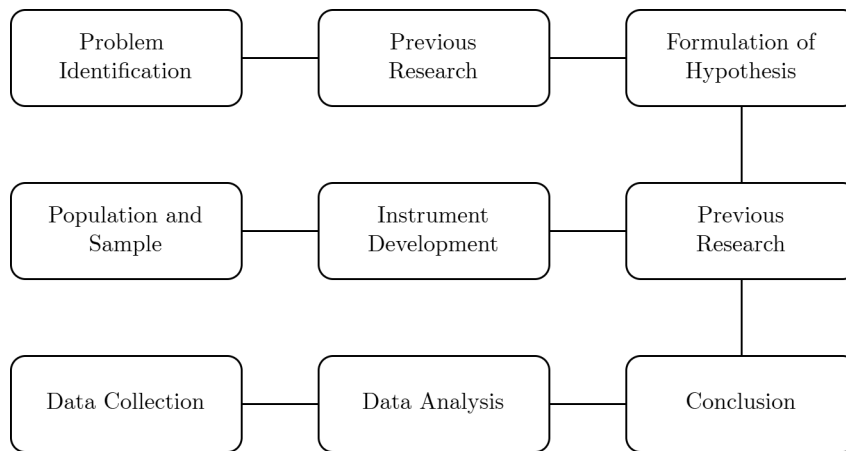 Problem
Identification
Previous
Research
Formulation of
Hypothesis
Population and
Sample
Instrument
Development
Previous
Research
Data Collection
Data Analysis
Conclusion